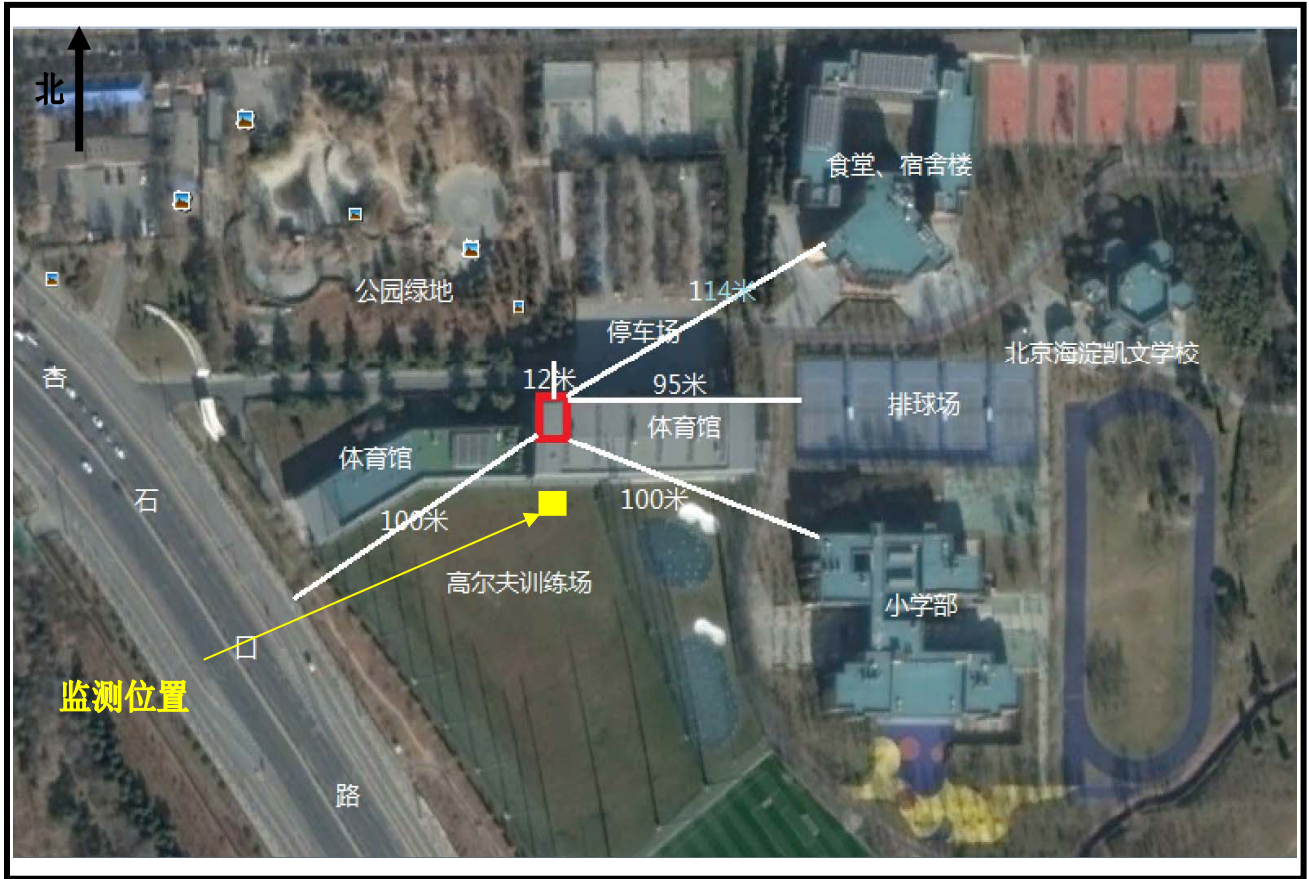 北
食堂、宿舍楼
114米
公园绿地
停车场
北京海淀凯文学校
杏
12米
95米
排球场
体育馆
体育馆
石
100米
100米
高尔夫训练场
小学部
口
监测位置
路